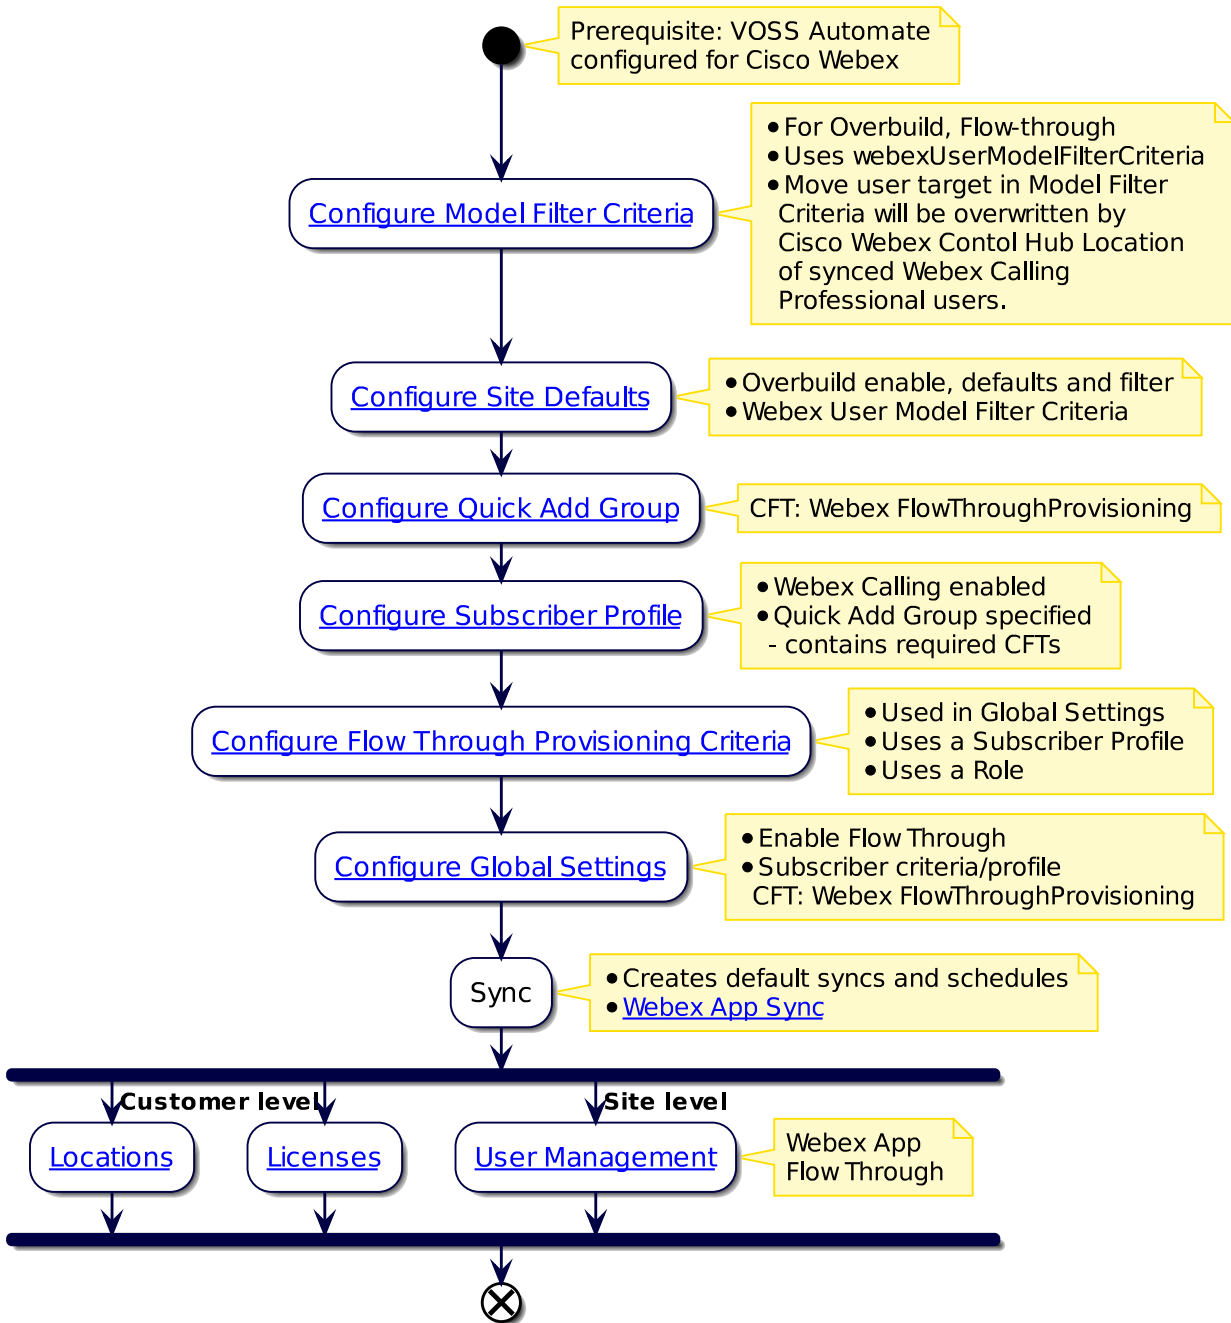 Prerequisite: VOSS Automate
configured for Cisco Webex
• For Overbuild, Flow-through
• Uses webexUserModelFilterCriteria
• Move user target in Model Filter
Criteria will be overwritten by
Cisco Webex Contol Hub Location
of synced Webex Calling
Professional users.
Configure Model Filter Criteria
Configure Site Defaults
• Overbuild enable, defaults and filter
• Webex User Model Filter Criteria
Configure Quick Add Group
CFT: Webex FlowThroughProvisioning
Configure Subscriber Profile
• Webex Calling enabled
• Quick Add Group specified
- contains required CFTs
Configure Flow Through Provisioning Criteria
• Used in Global Settings
• Uses a Subscriber Profile
• Uses a Role
Configure Global Settings
• Enable Flow Through
• Subscriber criteria/profile
CFT: Webex FlowThroughProvisioning
Sync
• Creates default syncs and schedules
• Webex App Sync
Customer level
Site level
Locations
Licenses
User Management
Webex App
Flow Through